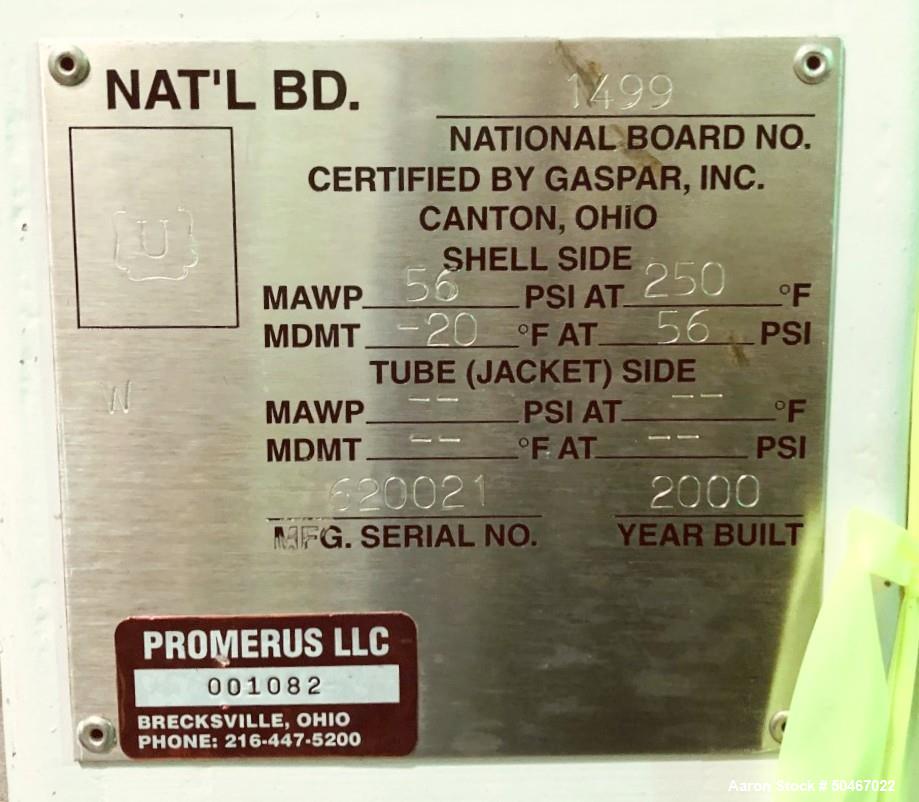 NAT'L BD. 1499
NATIONAL BOARD NO.
CERTIFIED BY GASPAR, INC.
CANTON, OHIO
U
SHELL SIDE
MAWP 56 PSI AT 250 °F
MDMT -20 °F AT 56 PSI
TUBE (JACKET) SIDE
W
MAWP -- PSI AT -- °F
MDMT -- °F AT -- PSI
620021 2000
MFG. SERIAL NO. YEAR BUILT
PROMERUS LLC
001082
BRECKSVILLE, OHIO
PHONE: 216-447-5200
Aaron Stock # 50467022